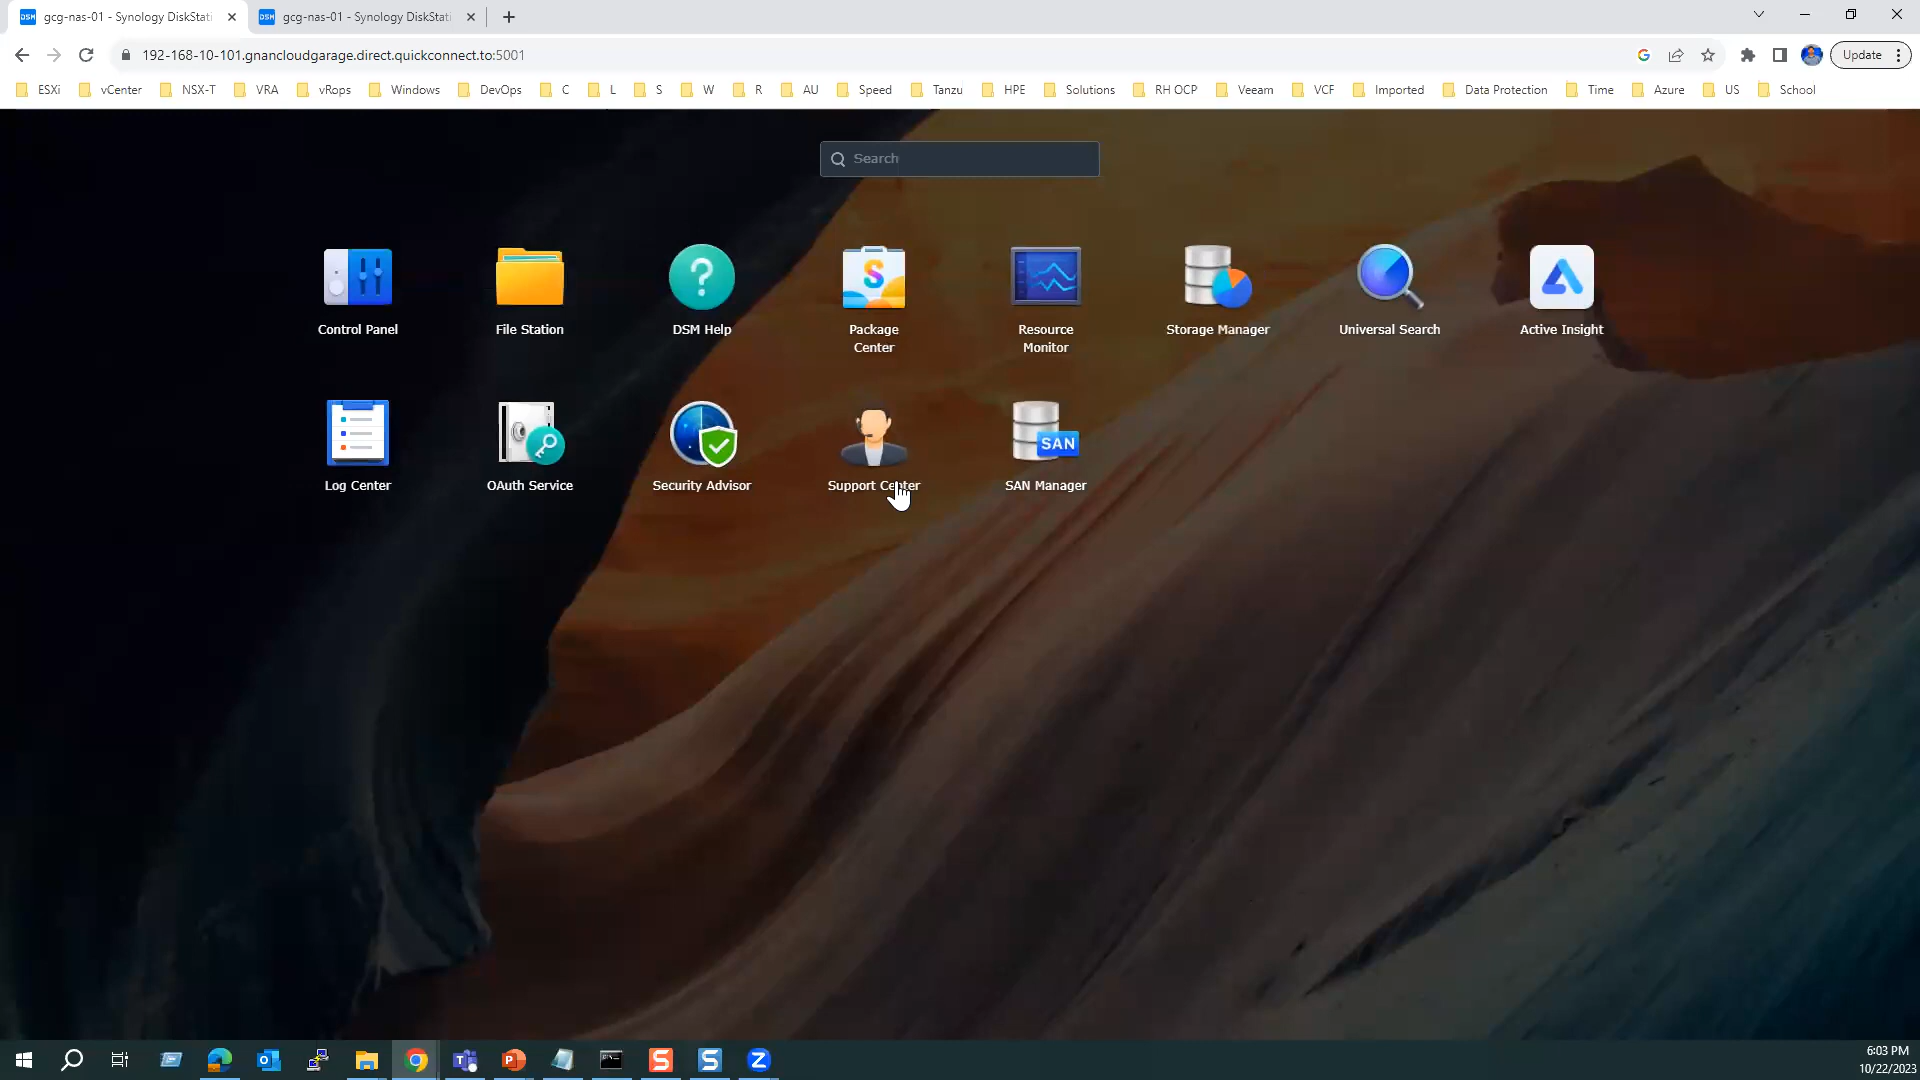 gcg-nas-01 - Synology DiskStati
gcg-nas-01 - Synology DiskStati
192-168-10-101.gnancloudgarage.direct.quickconnect.to:5001
Update
ESXi vCenter NSX-T VRA vRops Windows DevOps C L S W R AU Speed Tanzu HPE Solutions RH OCP Veeam VCF Imported Data Protection Time Azure US School
Search
Control Panel
File Station
DSM Help
Package
Center
Resource
Monitor
Storage Manager
Universal Search
Active Insight
Log Center
OAuth Service
Security Advisor
Support Center
SAN
SAN Manager
6:03 PM
10/22/2023